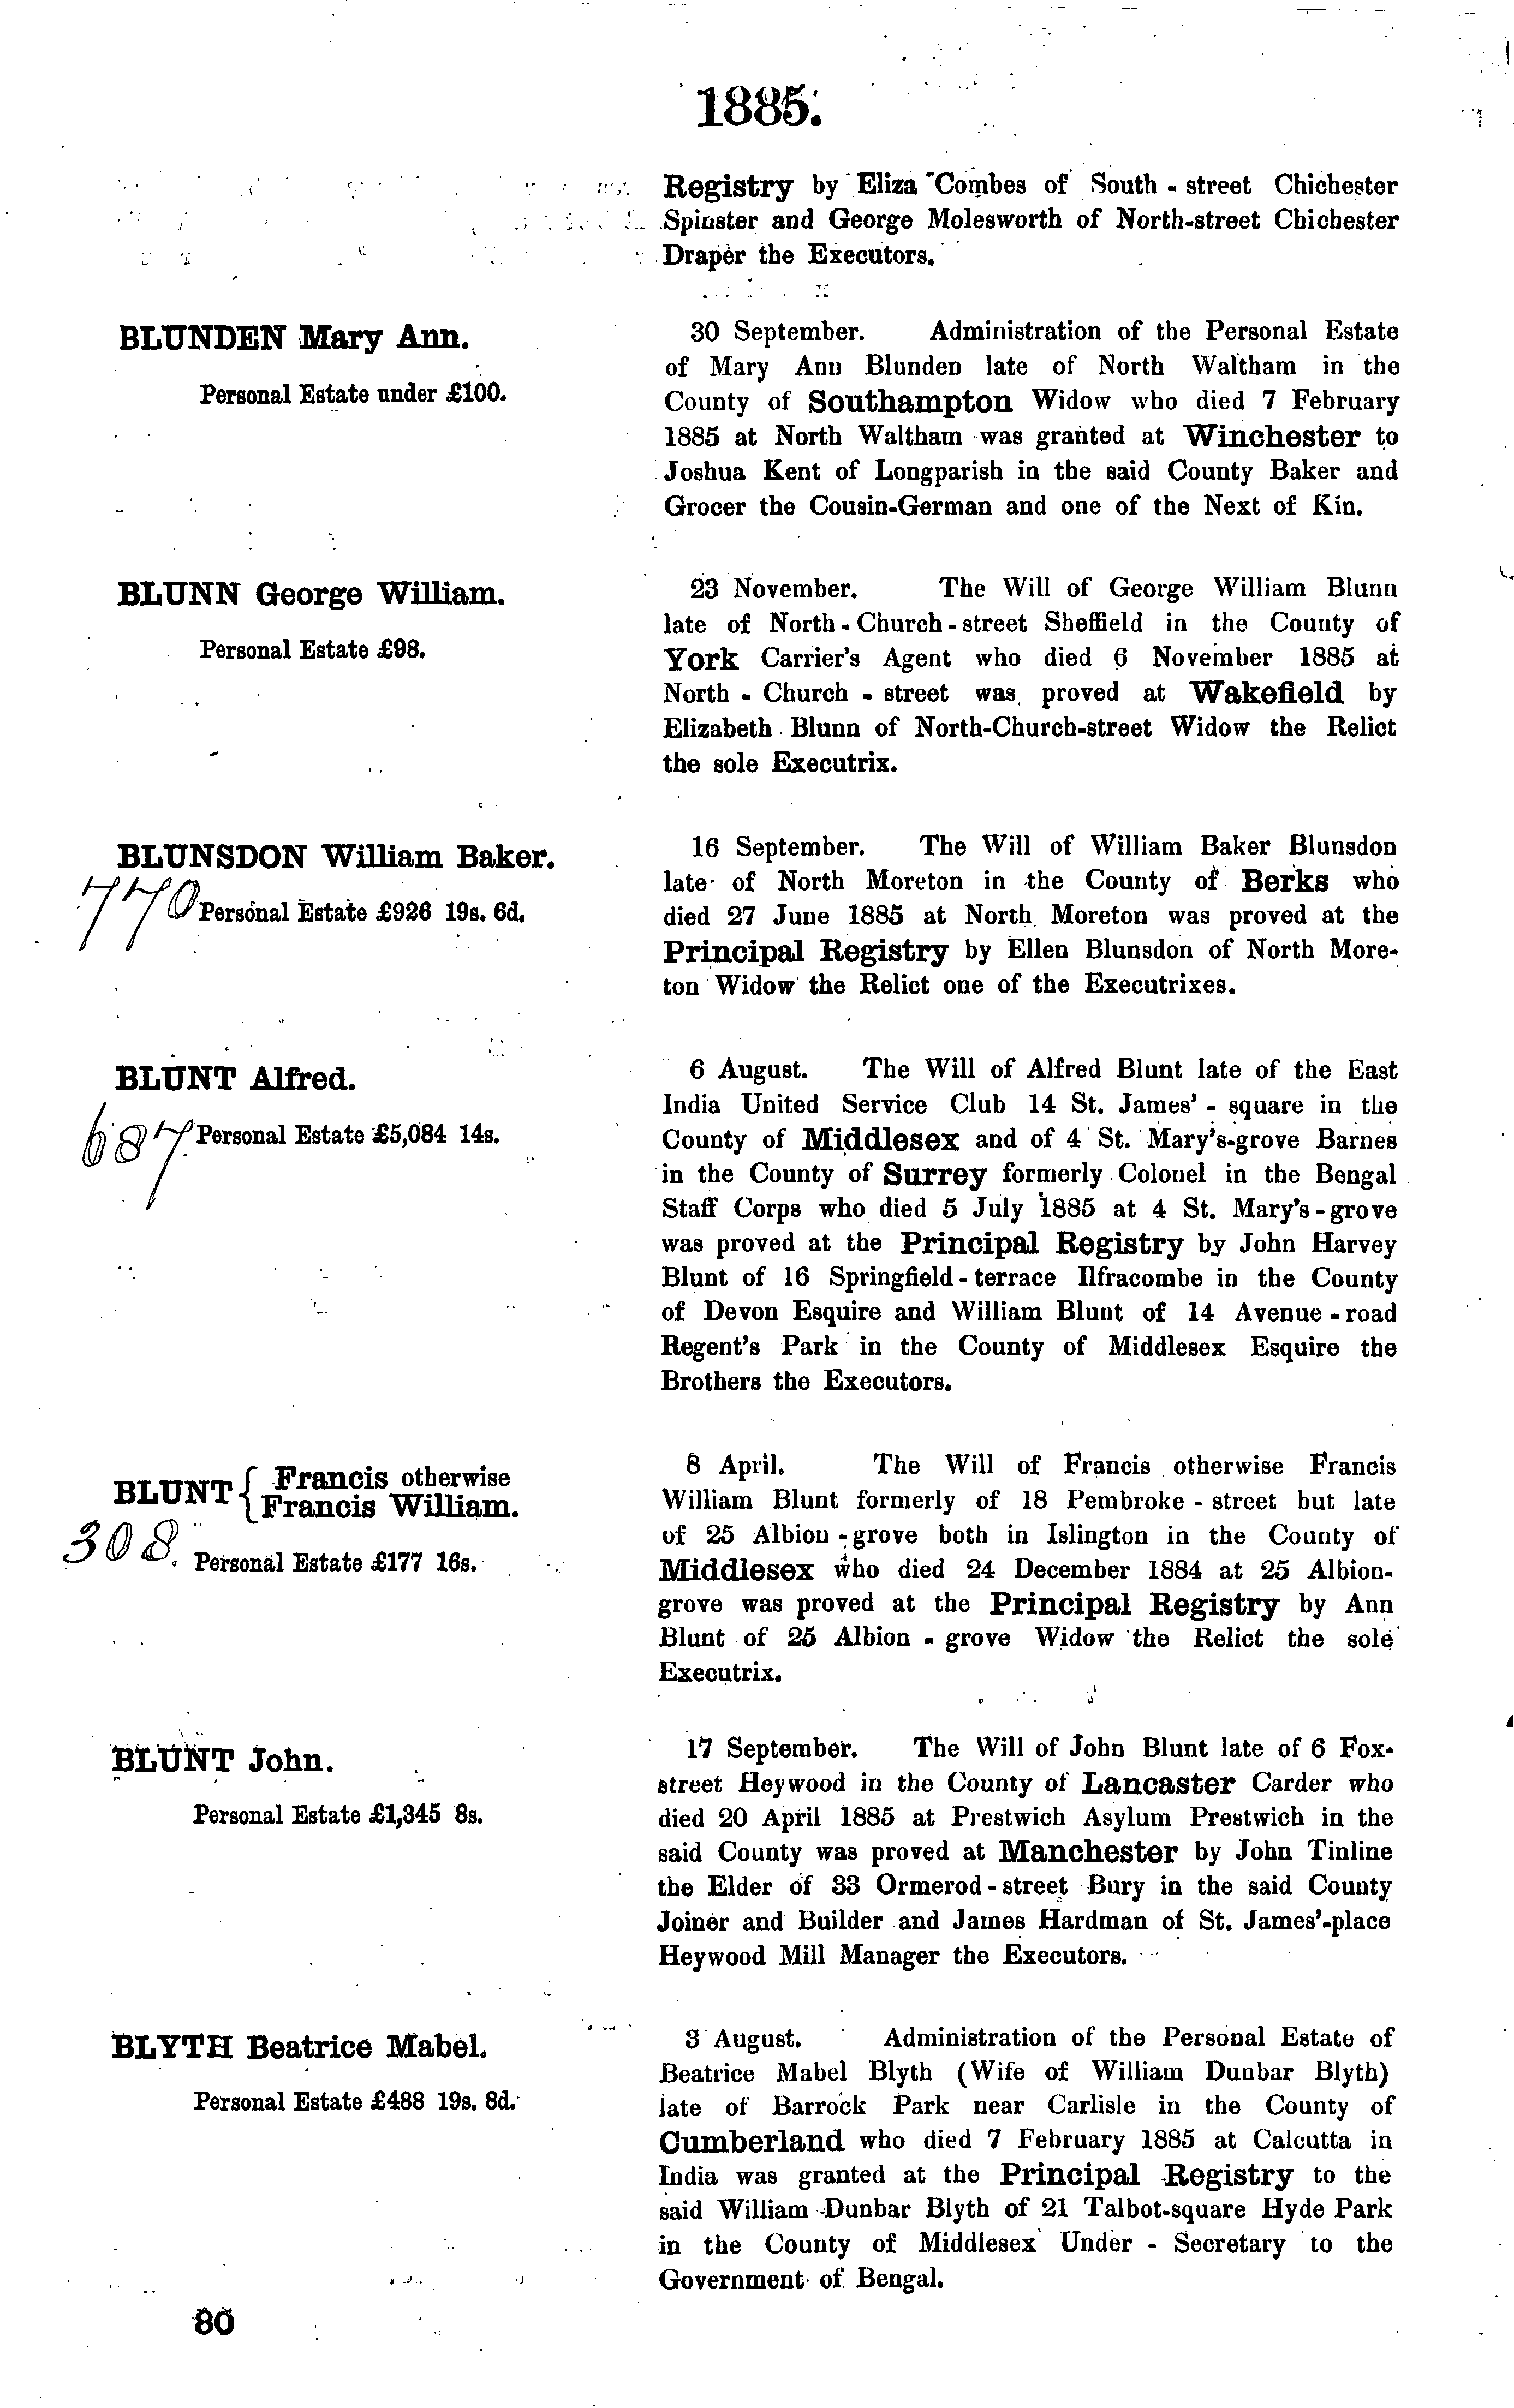 1885.
Registry by Eliza Combes of South - street Chichester
Spinster and George Molesworth of North-street Chichester
Draper the Executors.
BLUNDEN Mary Ann.
Personal Estate under £100.
30 September. Administration of the Personal Estate
of Mary Ann Blunden late of North Waltham in the
County of Southampton Widow who died 7 February
1885 at North Waltham was granted at Winchester to
Joshua Kent of Longparish in the said County Baker and
Grocer the Cousin-German and one of the Next of Kin.
BLUNN George William.
Personal Estate £98.
23 November. The Will of George William Blunn
late of North - Church - street Sheffield in the County of
York Carrier's Agent who died 6 November 1885 at
North - Church - street was proved at Wakefield by
Elizabeth Blunn of North-Church-street Widow the Relict
the sole Executrix.
BLUNSDON William Baker.
770 Personal Estate £926 19s. 6d.
16 September. The Will of William Baker Blunsdon
late of North Moreton in the County of Berks who
died 27 June 1885 at North Moreton was proved at the
Principal Registry by Ellen Blunsdon of North More-
ton Widow the Relict one of the Executrixes.
BLUNT Alfred.
687 Personal Estate £5,084 14s.
6 August. The Will of Alfred Blunt late of the East
India United Service Club 14 St. James' - square in the
County of Middlesex and of 4 St. Mary's-grove Barnes
in the County of Surrey formerly Colonel in the Bengal
Staff Corps who died 5 July 1885 at 4 St. Mary's - grove
was proved at the Principal Registry by John Harvey
Blunt of 16 Springfield - terrace Ilfracombe in the County
of Devon Esquire and William Blunt of 14 Avenue - road
Regent's Park in the County of Middlesex Esquire the
Brothers the Executors.
BLUNT { Francis otherwise
Francis William.
308 Personal Estate £177 16s.
8 April. The Will of Francis otherwise Francis
William Blunt formerly of 18 Pembroke - street but late
of 25 Albion - grove both in Islington in the County of
Middlesex who died 24 December 1884 at 25 Albion-
grove was proved at the Principal Registry by Ann
Blunt of 25 Albion - grove Widow the Relict the sole
Executrix.
BLUNT John.
Personal Estate £1,345 8s.
17 September. The Will of John Blunt late of 6 Fox-
street Heywood in the County of Lancaster Carder who
died 20 April 1885 at Prestwich Asylum Prestwich in the
said County was proved at Manchester by John Tinline
the Elder of 33 Ormerod - street Bury in the said County
Joiner and Builder and James Hardman of St. James'-place
Heywood Mill Manager the Executors.
BLYTH Beatrice Mabel.
Personal Estate £488 19s. 8d.
3 August. Administration of the Personal Estate of
Beatrice Mabel Blyth (Wife of William Dunbar Blyth)
late of Barrock Park near Carlisle in the County of
Cumberland who died 7 February 1885 at Calcutta in
India was granted at the Principal Registry to the
said William Dunbar Blyth of 21 Talbot-square Hyde Park
in the County of Middlesex Under - Secretary to the
Government of Bengal.
80